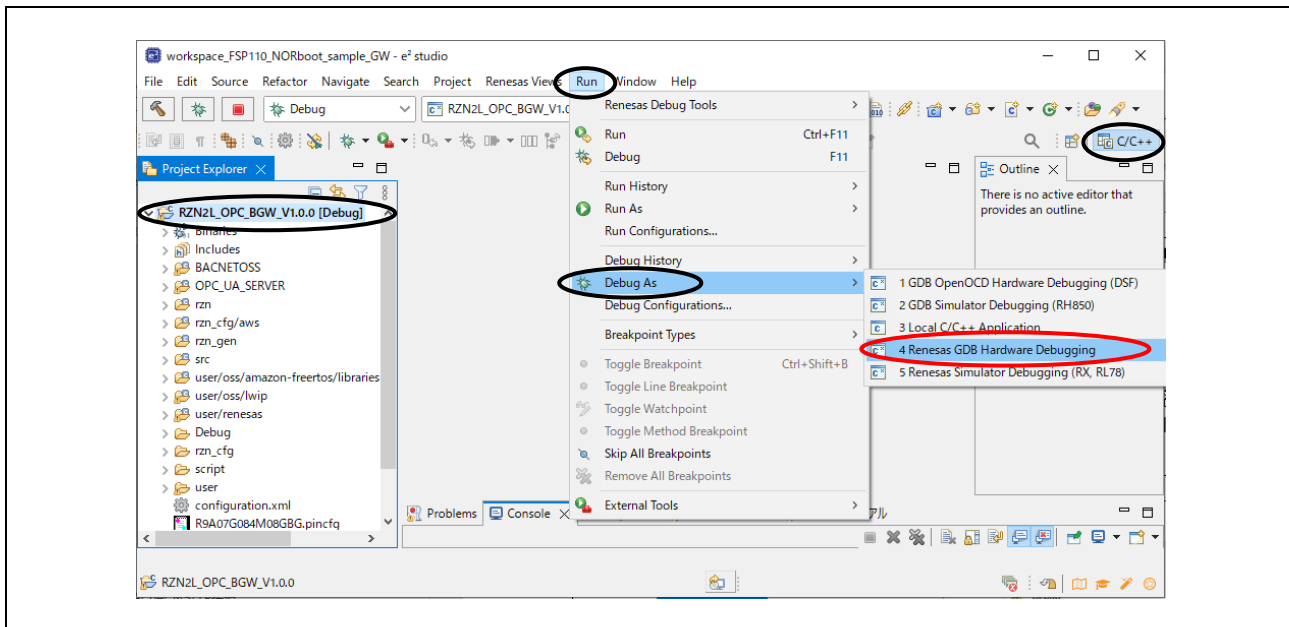 workspace_FSP110_NORboot_sample_GW - e² studio
File Edit Source Refactor Navigate Search Project Renesas Views Run Window Help
Debug
RZN2L_OPC_BGW_V1.0
C/C++
Project Explorer
RZN2L_OPC_BGW_V1.0.0 [Debug]
Binaries
Includes
BACNETOSS
OPC_UA_SERVER
rzn
rzn_cfg/aws
rzn_gen
src
user/oss/amazon-freertos/libraries
user/oss/lwip
user/renesas
Debug
rzn_cfg
script
user
configuration.xml
R9A07G084M08GBG.pincfg
Renesas Debug Tools
Run Ctrl+F11
Debug F11
Run History
Run As
Run Configurations...
Debug History
Debug As
Debug Configurations...
Breakpoint Types
Toggle Breakpoint Ctrl+Shift+B
Toggle Line Breakpoint
Toggle Watchpoint
Toggle Method Breakpoint
Skip All Breakpoints
Remove All Breakpoints
External Tools
1 GDB OpenOCD Hardware Debugging (DSF)
2 GDB Simulator Debugging (RH850)
3 Local C/C++ Application
4 Renesas GDB Hardware Debugging
5 Renesas Simulator Debugging (RX, RL78)
Outline
There is no active editor that
provides an outline.
Problems Console
アル
RZN2L_OPC_BGW_V1.0.0